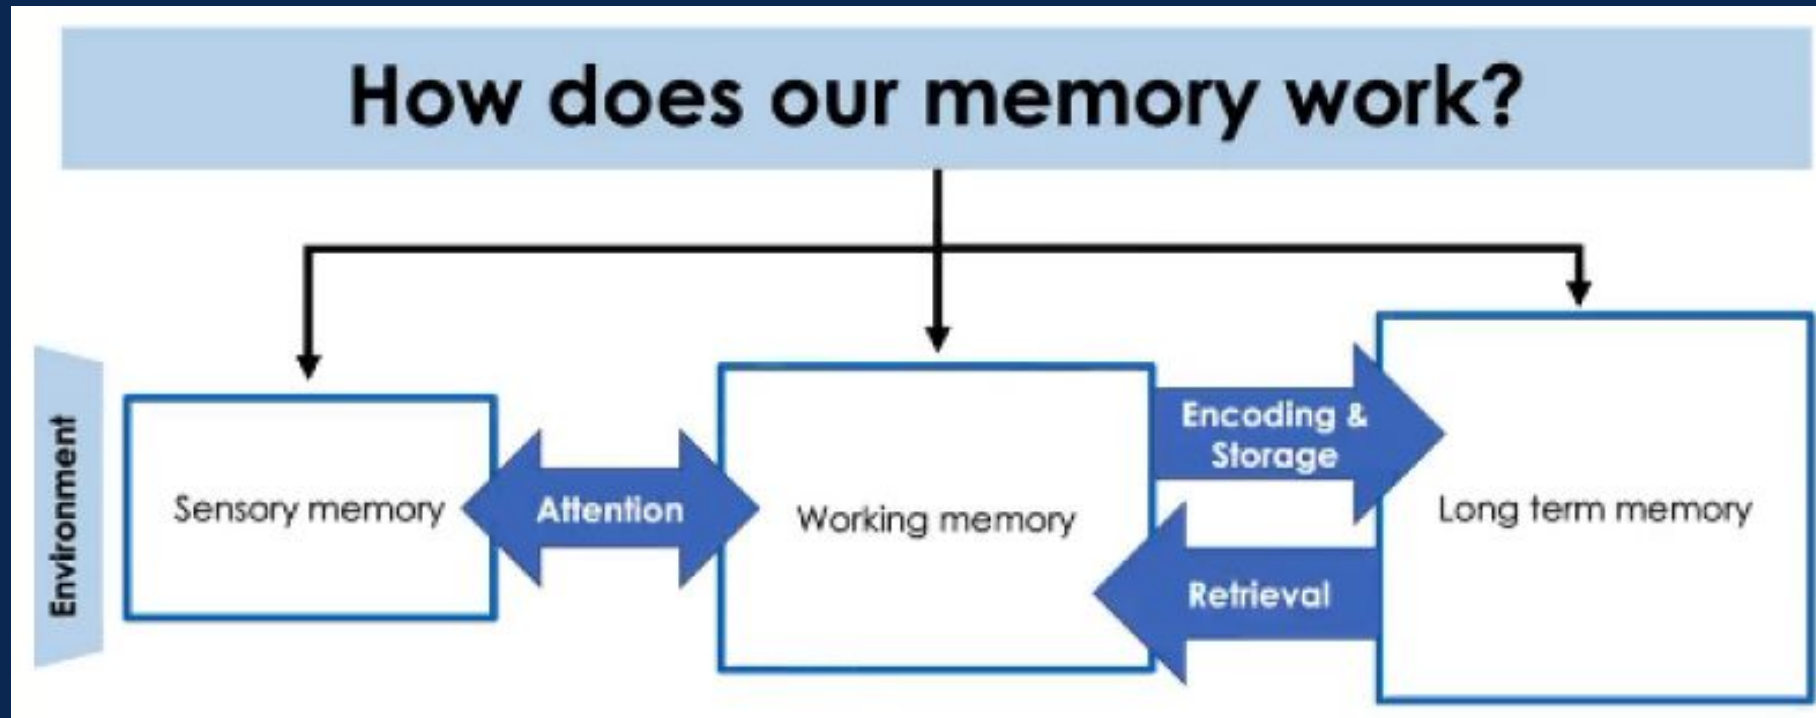 How does our memory work?
Environment
Sensory memory
Attention
Working memory
Encoding &
Storage
Retrieval
Long term memory